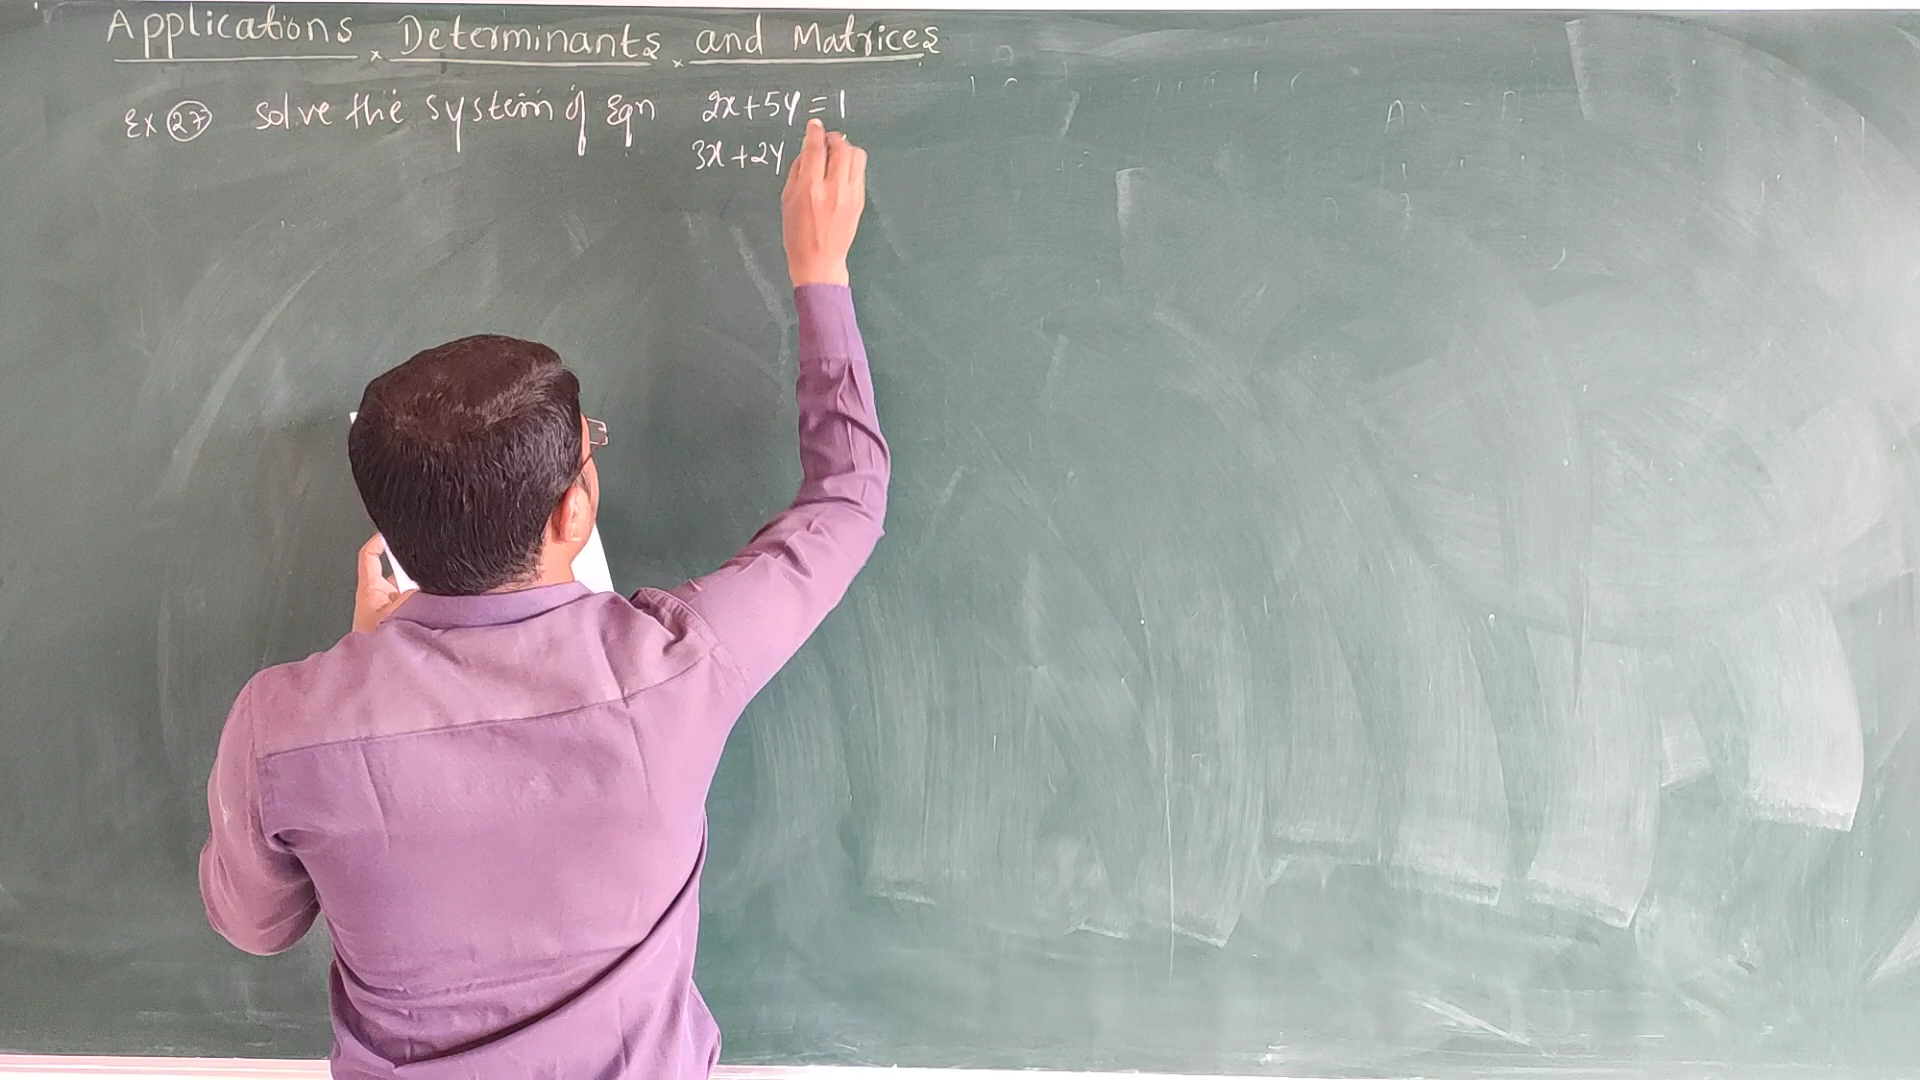 Applications Determinants and Matrices
Ex 27 solve the system of Eqn 2x+5y=1
3x+2y